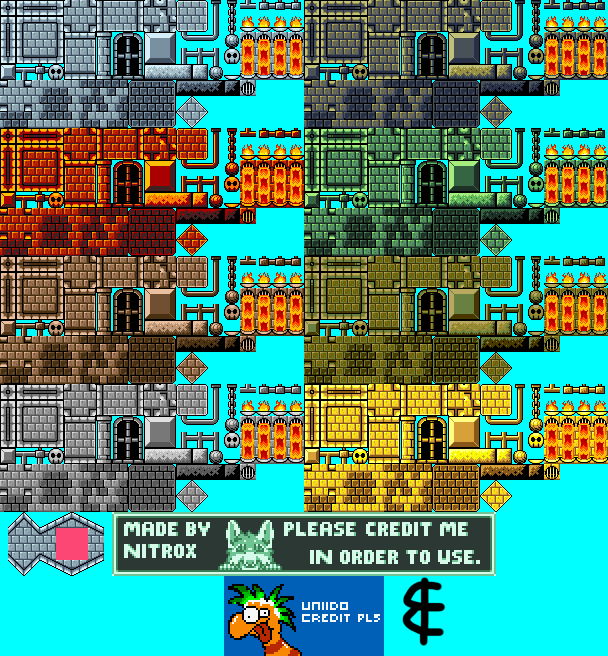 MADE BY
NITROX
PLEASE CREDIT ME
IN ORDER TO USE.
UNIIDO
CREDIT PLS